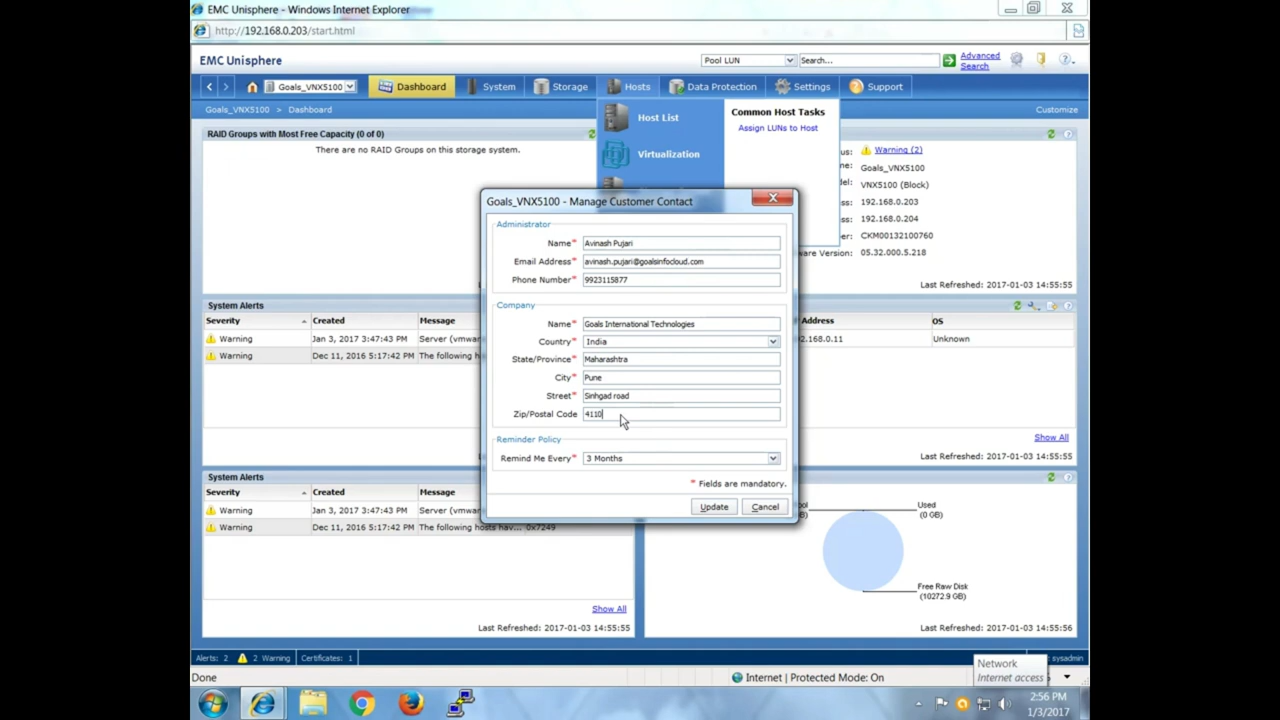 EMC Unisphere - Windows Internet Explorer
http://192.168.0.203/start.html
EMC Unisphere
Pool LUN
Search...
Advanced
Search
Goals_VNX5100
Dashboard
System
Storage
Hosts
Data Protection
Settings
Support
Goals_VNX5100 > Dashboard
Customize
Host List
Virtualization
Common Host Tasks
Assign LUNs to Host
RAID Groups with Most Free Capacity (0 of 0)
There are no RAID Groups on this storage system.
us: Warning (2)
ne: Goals_VNX5100
del: VNX5100 (Block)
ss: 192.168.0.203
ss: 192.168.0.204
er: CKM00132100760
ware Version: 05.32.000.5.218
Last Refreshed: 2017-01-03 14:55:55
Goals_VNX5100 - Manage Customer Contact
Administrator
Name* Avinash Pujari
Email Address* avinash.pujari@goalsinfocloud.com
Phone Number* 9923115877
Company
Name* Goals International Technologies
Country* India
State/Province* Maharashtra
City* Pune
Street* Sinhgad road
Zip/Postal Code 4110
Reminder Policy
Remind Me Every* 3 Months
* Fields are mandatory.
Update
Cancel
System Alerts
Severity Created Message
Warning Jan 3, 2017 3:47:43 PM Server (vmwar
Warning Dec 11, 2016 5:17:42 PM The following h
Address OS
2.168.0.11 Unknown
Show All
Last Refreshed: 2017-01-03 14:55:55
System Alerts
Severity Created Message
Warning Jan 3, 2017 3:47:43 PM Server (vmw
Warning Dec 11, 2016 5:17:42 PM The following hosts hav... 0x7249
Show All
Last Refreshed: 2017-01-03 14:55:55
ool
B)
Used
(0 GB)
Free Raw Disk
(10272.9 GB)
Last Refreshed: 2017-01-03 14:55:56
Alerts: 2
2 Warning
Certificates: 1
sysadmin
Done
Internet | Protected Mode: On
Network
Internet access
2:56 PM
1/3/2017